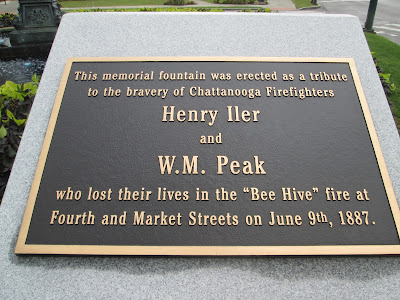 This memorial fountain was erected as a tribute
to the bravery of Chattanooga Firefighters
Henry Iler
and
W.M. Peak
who lost their lives in the “Bee Hive” fire at
Fourth and Market Streets on June 9th, 1887.